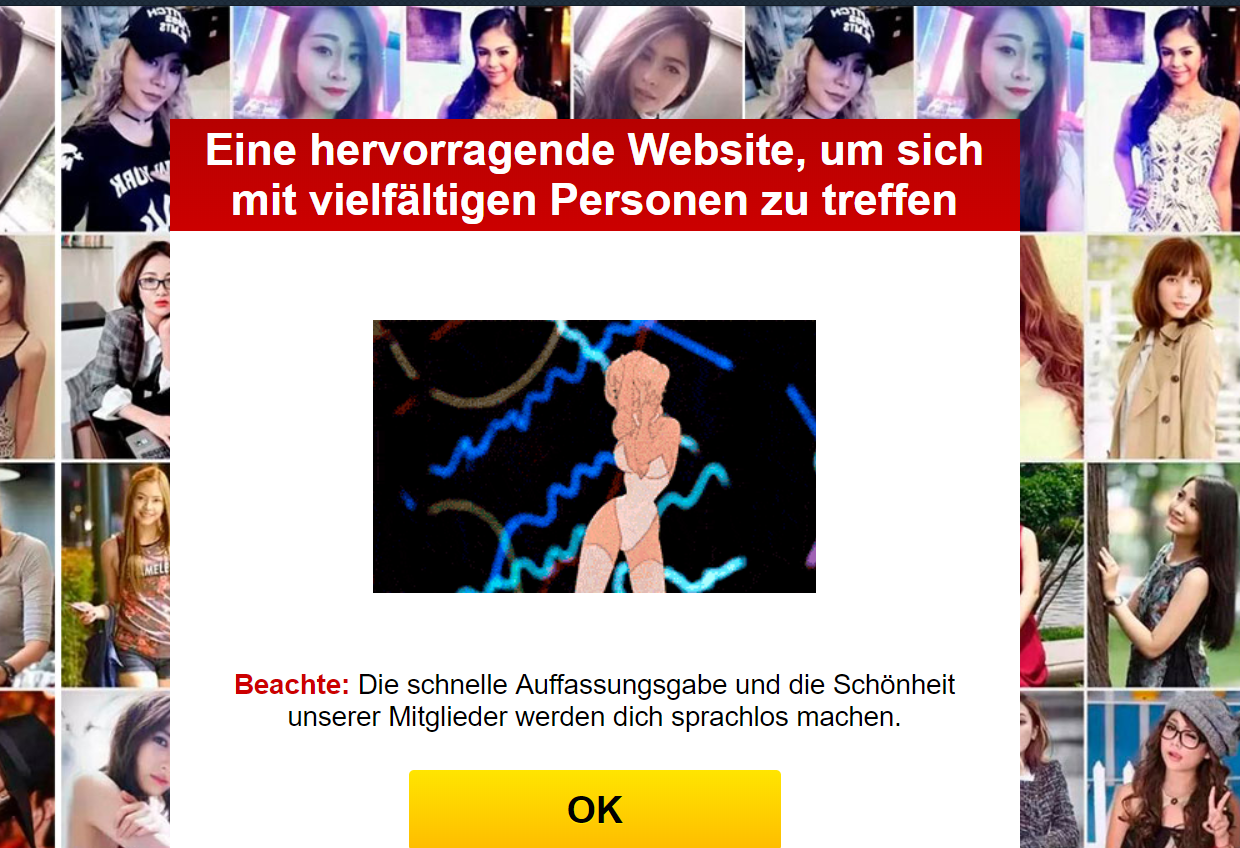 Eine hervorragende Website, um sich
mit vielfältigen Personen zu treffen
Beachte: Die schnelle Auffassungsgabe und die Schönheit
unserer Mitglieder werden dich sprachlos machen.
OK